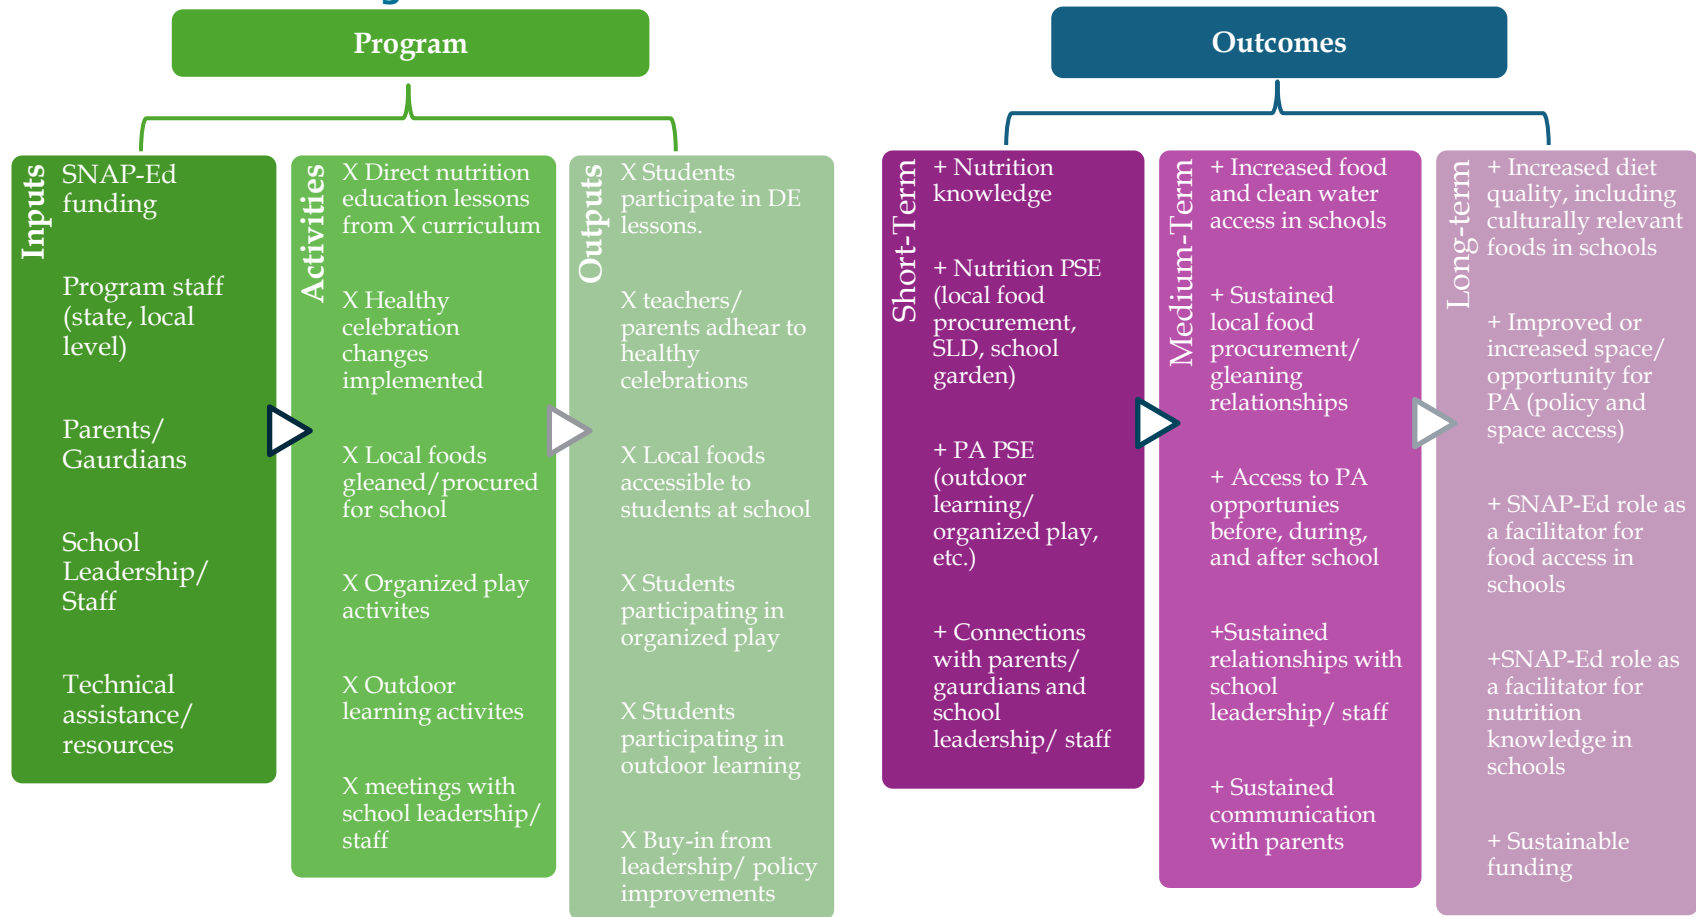 Program
Outcomes
Inputs
SNAP-Ed
funding
Program staff
(state, local
level)
Parents/
Gaurdians
School
Leadership/
Staff
Technical
assistance/
resources
Activities
X Direct nutrition
education lessons
from X curriculum
X Healthy
celebration
changes
implemented
X Local foods
gleaned/procured
for school
X Organized play
activites
X Outdoor
learning activites
X meetings with
school leadership/
staff
Outputs
X Students
participate in DE
lessons.
X teachers/
parents adhear to
healthy
celebrations
X Local foods
accessible to
students at school
X Students
participating in
organized play
X Students
participating in
outdoor learning
X Buy-in from
leadership/ policy
improvements
Short-Term
+ Nutrition
knowledge
+ Nutrition PSE
(local food
procurement,
SLD, school
garden)
+ PA PSE
(outdoor
learning/
organized play,
etc.)
+ Connections
with parents/
gaurdians and
school
leadership/ staff
Medium-Term
+ Increased food
and clean water
access in schools
+ Sustained
local food
procurement/
gleaning
relationships
+ Access to PA
opportunies
before, during,
and after school
+Sustained
relationships with
school
leadership/ staff
+ Sustained
communication
with parents
Long-term
+ Increased diet
quality, including
culturally relevant
foods in schools
+ Improved or
increased space/
opportunity for
PA (policy and
space access)
+ SNAP-Ed role as
a facilitator for
food access in
schools
+SNAP-Ed role as
a facilitator for
nutrition
knowledge in
schools
+ Sustainable
funding